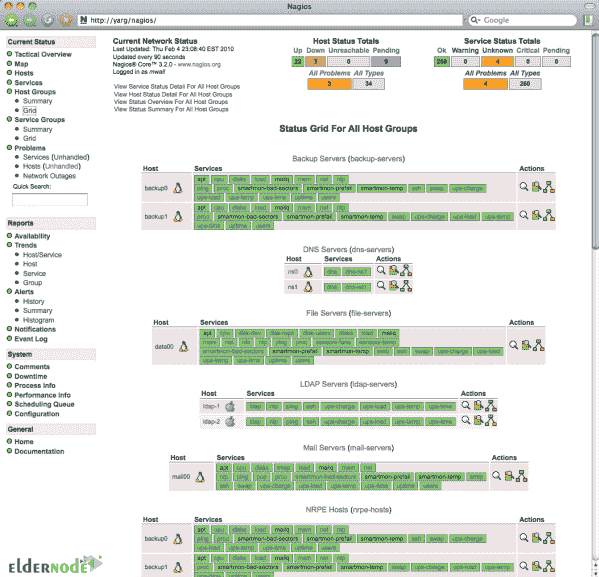 Nagios
http://yarg/nagios/
Google
Current Status
Tactical Overview
Map
Hosts
Services
Host Groups
Summary
Grid
Service Groups
Summary
Grid
Problems
Services (Unhandled)
Hosts (Unhandled)
Network Outages
Quick Search:
Reports
Availability
Trends
Host/Service
Host
Service
Group
Alerts
History
Summary
Histogram
Notifications
Event Log
System
Comments
Downtime
Process Info
Performance Info
Scheduling Queue
Configuration
General
Home
Documentation
Current Network Status
Last Updated: Thu Feb 4 23:08:40 EST 2010
Updated every 90 seconds
Nagios® Core™ 3.2.0 - www.nagios.org
Logged in as mwall
View Service Status Detail For All Host Groups
View Host Status Detail For All Host Groups
View Status Overview For All Host Groups
View Status Summary For All Host Groups
Host Status Totals
Up Down Unreachable Pending
0 0
All Problems All Types
3 34
Service Status Totals
Ok Warning Unknown Critical Pending
0 4 0 0
All Problems All Types
4
Status Grid For All Host Groups
Backup Servers (backup-servers)
Host Services Actions
backup0 apt cpu disks load mailq mem net ntp
ping proc smartmon-bad-sectors smartmon-prefail smartmon-temp ssh swap ups-charge
ups-load ups-temp ups-time uptime users
backup1 apt cpu disks load mailq mem net ntp ping
proc smartmon-bad-sectors smartmon-prefail smartmon-temp swap ups-charge ups-load ups-temp
ups-time uptime users
DNS Servers (dns-servers)
Host Services Actions
ns0 dns
ns1 dns
File Servers (file-servers)
Host Services Actions
data00 apt cpu load mailq
mem net nfs ntp ping proc
smartmon-bad-sectors smartmon-prefail smartmon-temp ssh swap ups-charge ups-load
ups-temp ups-time uptime users
LDAP Servers (ldap-servers)
Host Services Actions
ldap-1 ldap ntp ping ssh ups-charge ups-load ups-temp ups-time
ldap-2 ldap ntp ping ssh ups-charge ups-load ups-temp ups-time
Mail Servers (mail-servers)
Host Services Actions
mail00 apt cpu disks imap load mailq mem net
ntp ping pop proc smartmon-bad-sectors smartmon-prefail smartmon-temp smtp
ssh swap ups-charge ups-load ups-temp ups-time uptime users
NRPE Hosts (nrpe-hosts)
Host Services Actions
backup0 apt cpu disks load mailq mem net ntp
ping proc smartmon-bad-sectors smartmon-prefail smartmon-temp ssh swap ups-charge
ups-load ups-temp ups-time uptime users
backup1 apt cpu disks load mailq mem net ntp ping
proc smartmon-bad-sectors smartmon-prefail smartmon-temp swap ups-charge ups-load ups-temp
ups-time uptime users
ELDERNODE